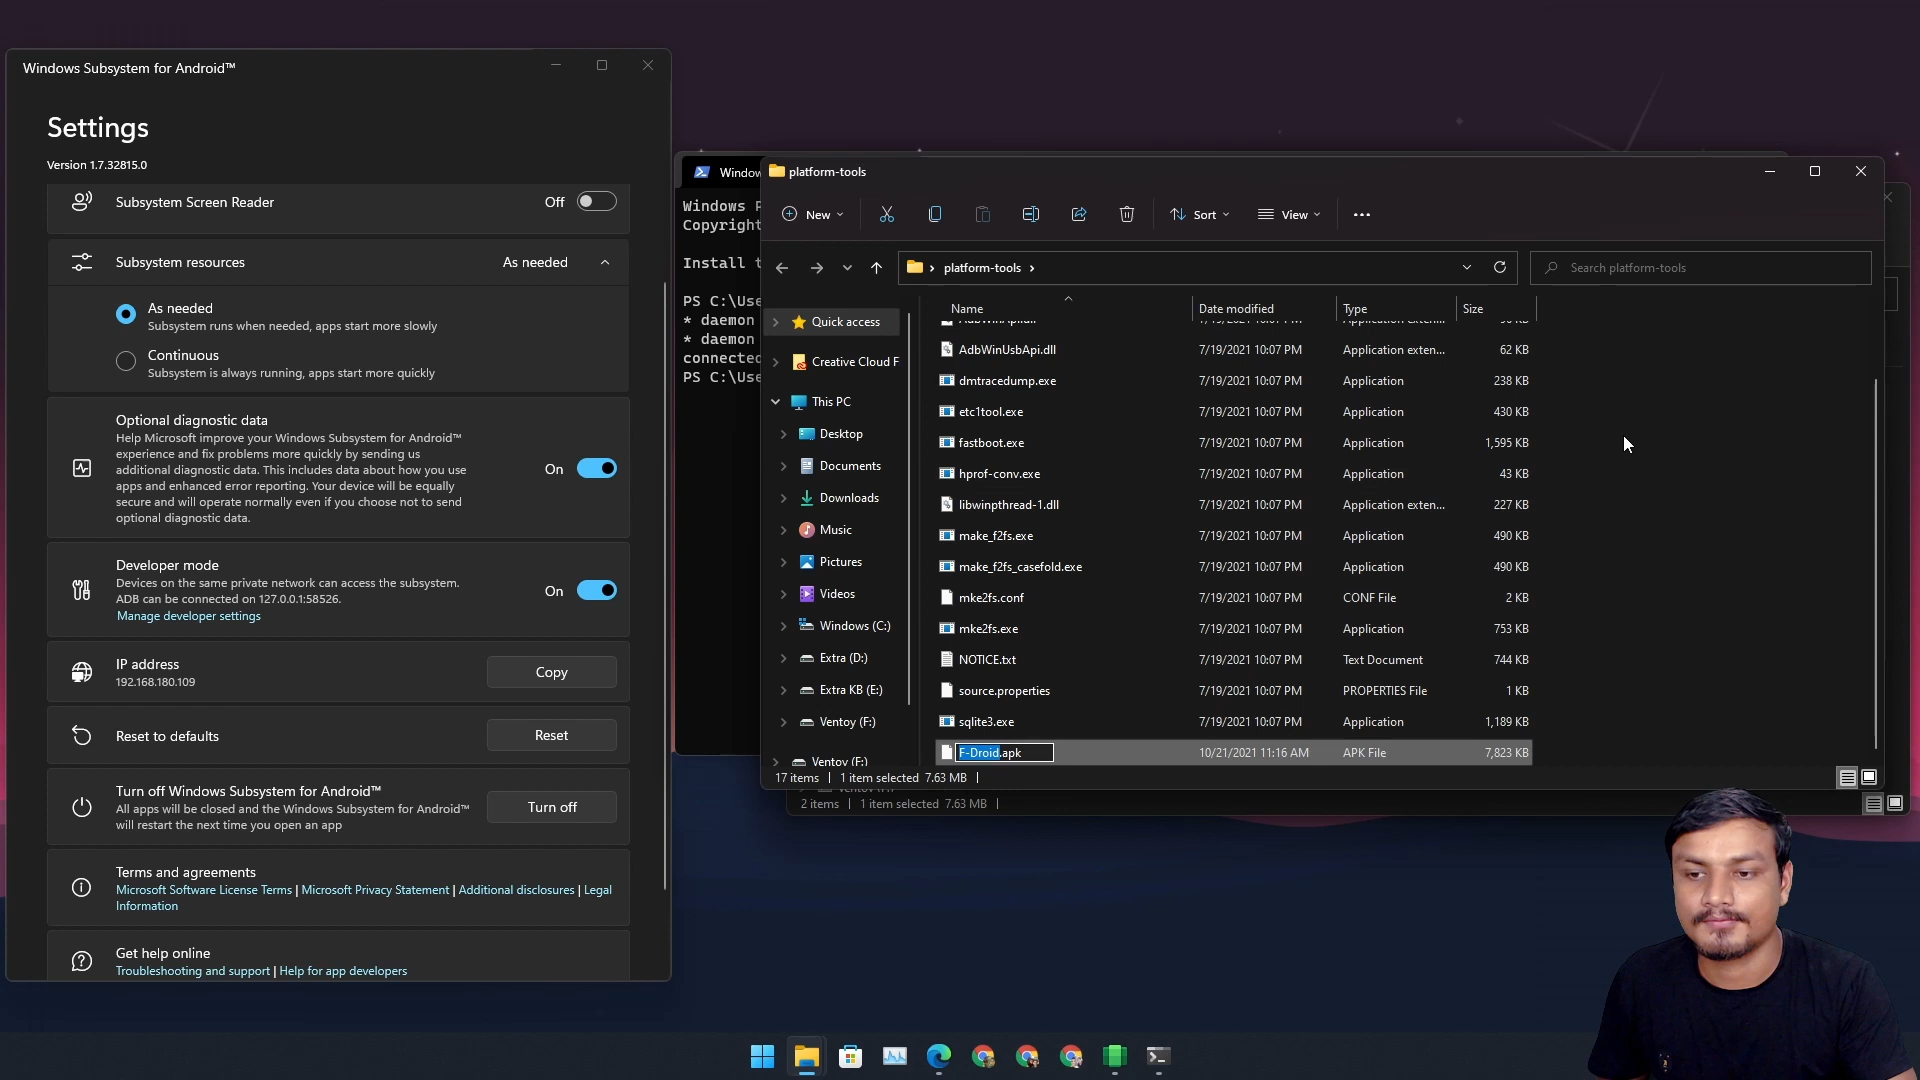 Windows Subsystem for Android™
Settings
Version 1.7.32815.0
Subsystem Screen Reader
Off
Subsystem resources
As needed
As needed
Subsystem runs when needed, apps start more slowly
Continuous
Subsystem is always running, apps start more quickly
Optional diagnostic data
Help Microsoft improve your Windows Subsystem for Android™
experience and fix problems more quickly by sending us
additional diagnostic data. This includes data about how you use
apps and enhanced error reporting. Your device will be equally
secure and will operate normally even if you choose not to send
optional diagnostic data.
On
Developer mode
Devices on the same private network can access the subsystem.
ADB can be connected on 127.0.0.1:58526.
Manage developer settings
On
IP address
192.168.180.109
Copy
Reset to defaults
Reset
Turn off Windows Subsystem for Android™
All apps will be closed and the Windows Subsystem for Android™
will restart the next time you open an app
Turn off
Terms and agreements
Microsoft Software License Terms | Microsoft Privacy Statement | Additional disclosures | Legal
Information
Get help online
Troubleshooting and support | Help for app developers
Window
Windows P
Copyright
Install t
PS C:\Use
* daemon
* daemon
connected
PS C:\Use
platform-tools
New
Sort
View
platform-tools
Search platform-tools
Quick access
Creative Cloud F
This PC
Desktop
Documents
Downloads
Music
Pictures
Videos
Windows (C:)
Extra (D:)
Extra KB (E:)
Ventoy (F:)
Ventoy (F:)
Name Date modified Type Size
AdbWinUsbApi.dll 7/19/2021 10:07 PM Application exten... 62 KB
dmtracedump.exe 7/19/2021 10:07 PM Application 238 KB
etc1tool.exe 7/19/2021 10:07 PM Application 430 KB
fastboot.exe 7/19/2021 10:07 PM Application 1,595 KB
hprof-conv.exe 7/19/2021 10:07 PM Application 43 KB
libwinpthread-1.dll 7/19/2021 10:07 PM Application exten... 227 KB
make_f2fs.exe 7/19/2021 10:07 PM Application 490 KB
make_f2fs_casefold.exe 7/19/2021 10:07 PM Application 490 KB
mke2fs.conf 7/19/2021 10:07 PM CONF File 2 KB
mke2fs.exe 7/19/2021 10:07 PM Application 753 KB
NOTICE.txt 7/19/2021 10:07 PM Text Document 744 KB
source.properties 7/19/2021 10:07 PM PROPERTIES File 1 KB
sqlite3.exe 7/19/2021 10:07 PM Application 1,189 KB
F-Droid.apk 10/21/2021 11:16 AM APK File 7,823 KB
17 items | 1 item selected 7.63 MB |
2 items | 1 item selected 7.63 MB |